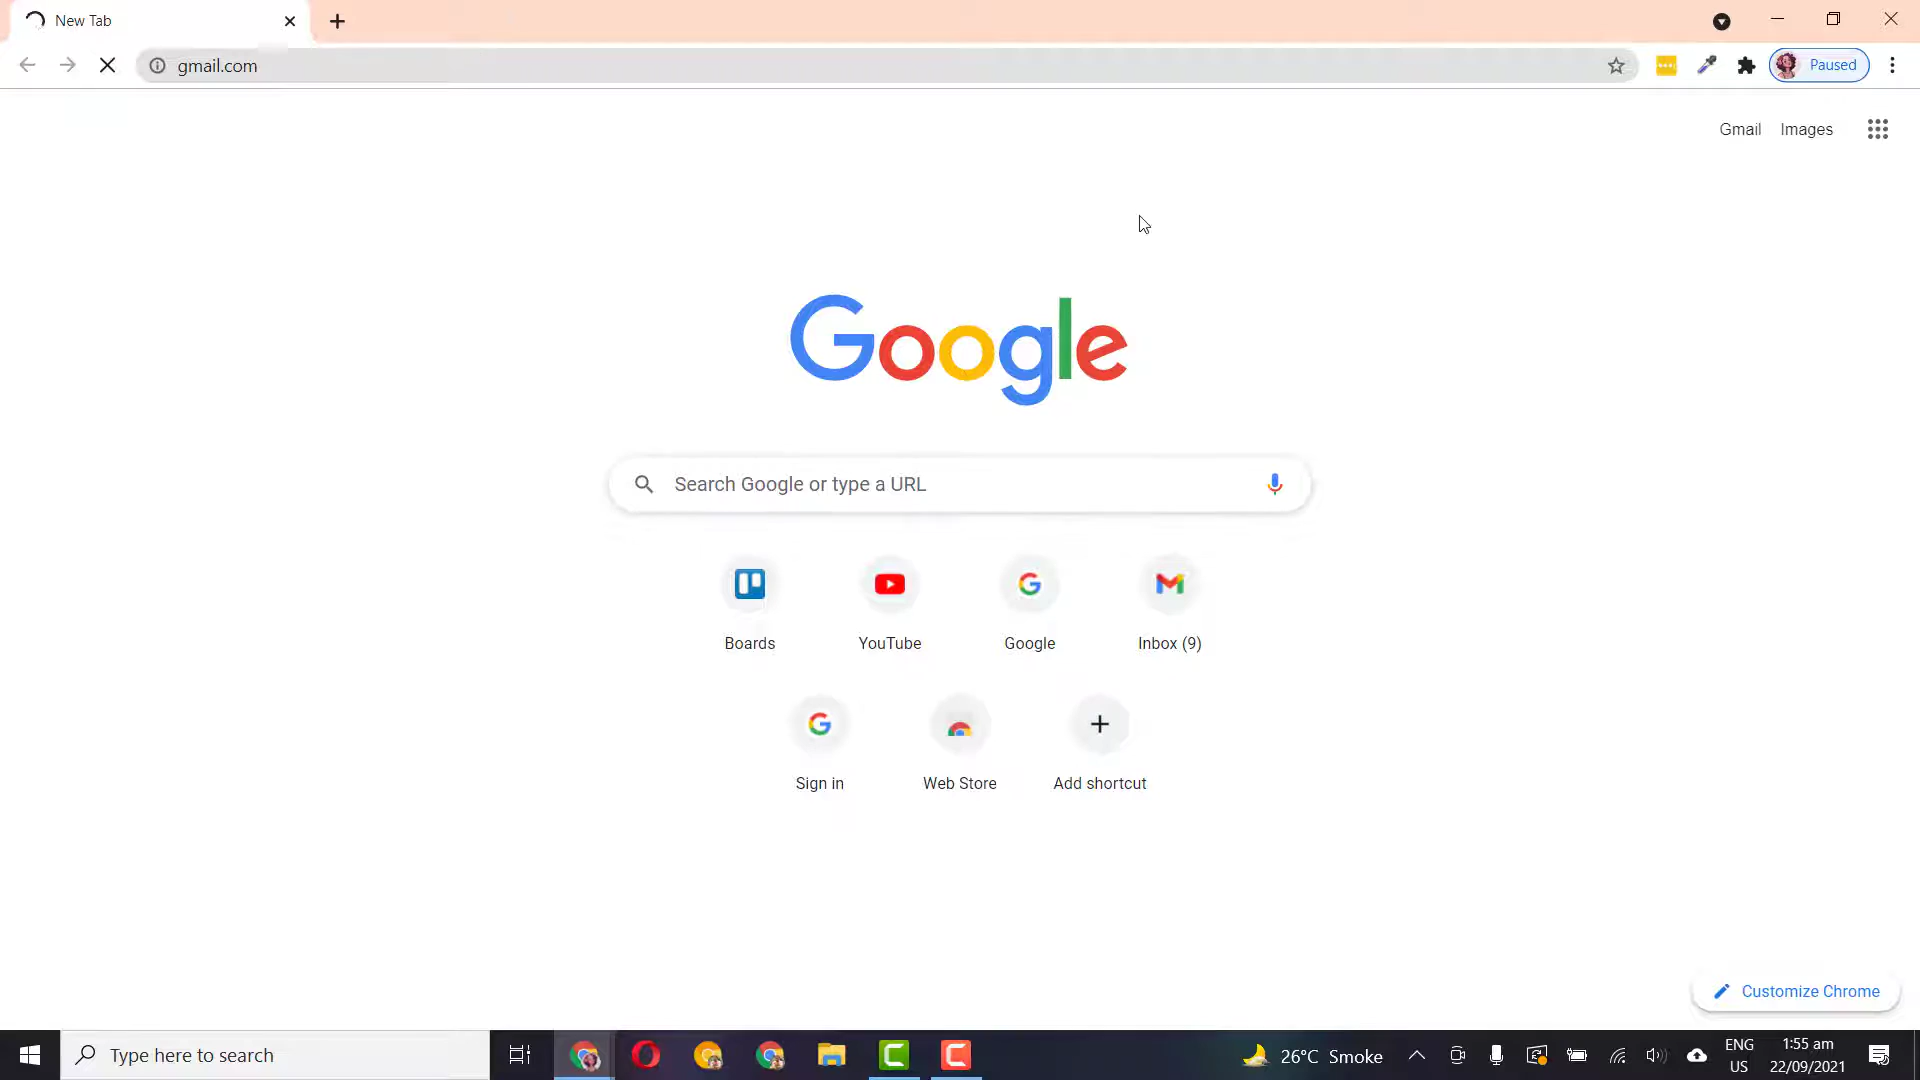 New Tab
gmail.com
Paused
Gmail Images
Google
Search Google or type a URL
Boards YouTube Google Inbox (9)
Sign in Web Store Add shortcut
Customize Chrome
Type here to search
26°C Smoke
ENG
US
1:55 am
22/09/2021